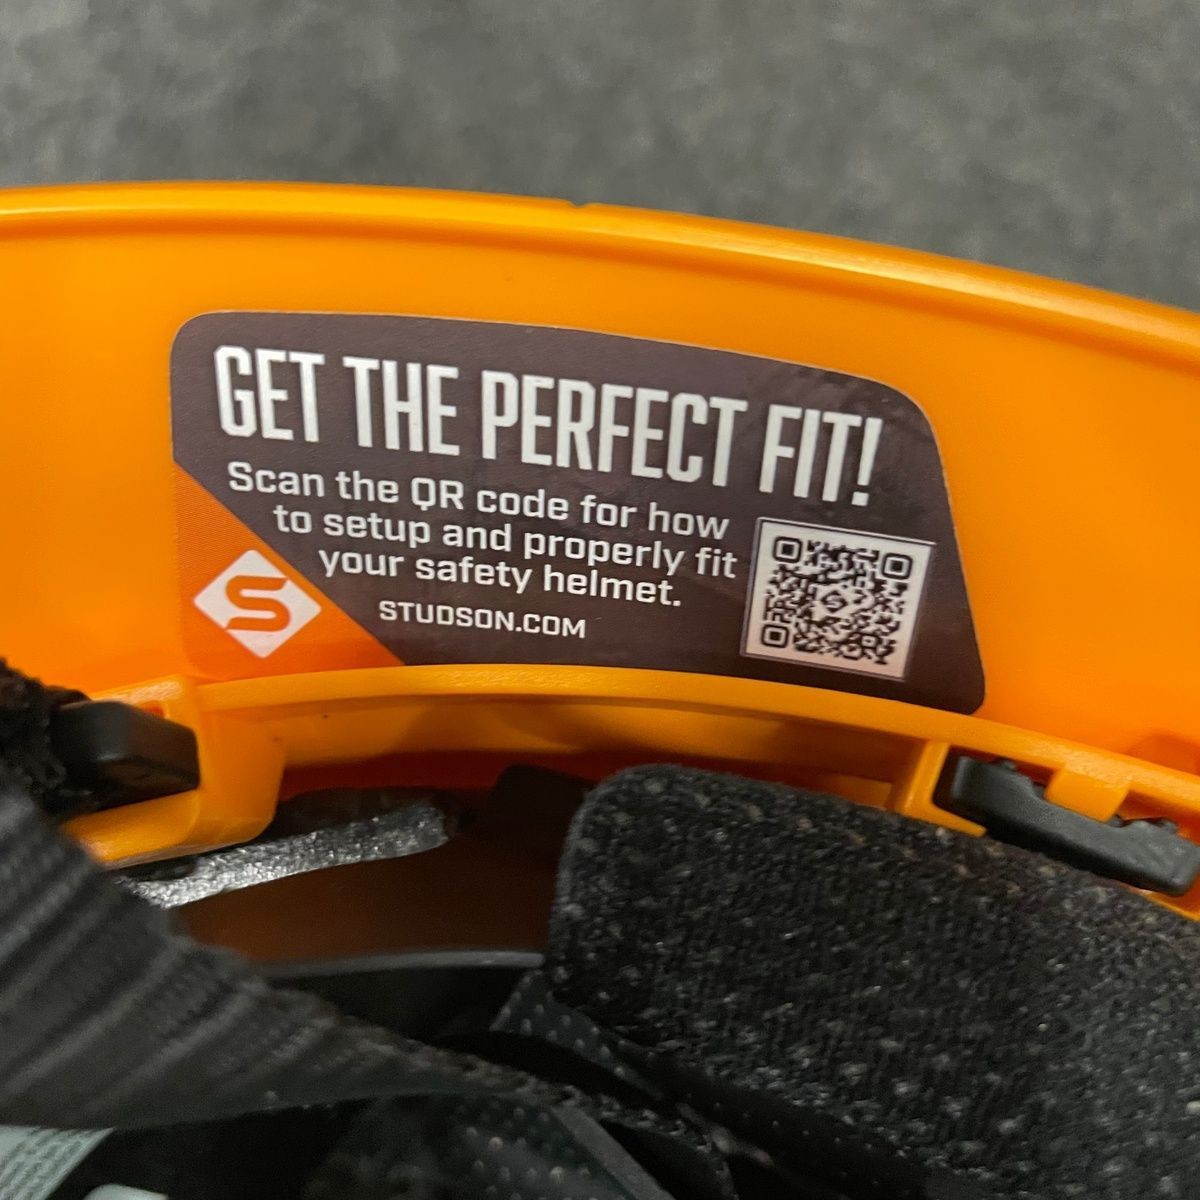 GET THE PERFECT FIT!
Scan the QR code for how
to setup and properly fit
your safety helmet.
STUDSON.COM
S